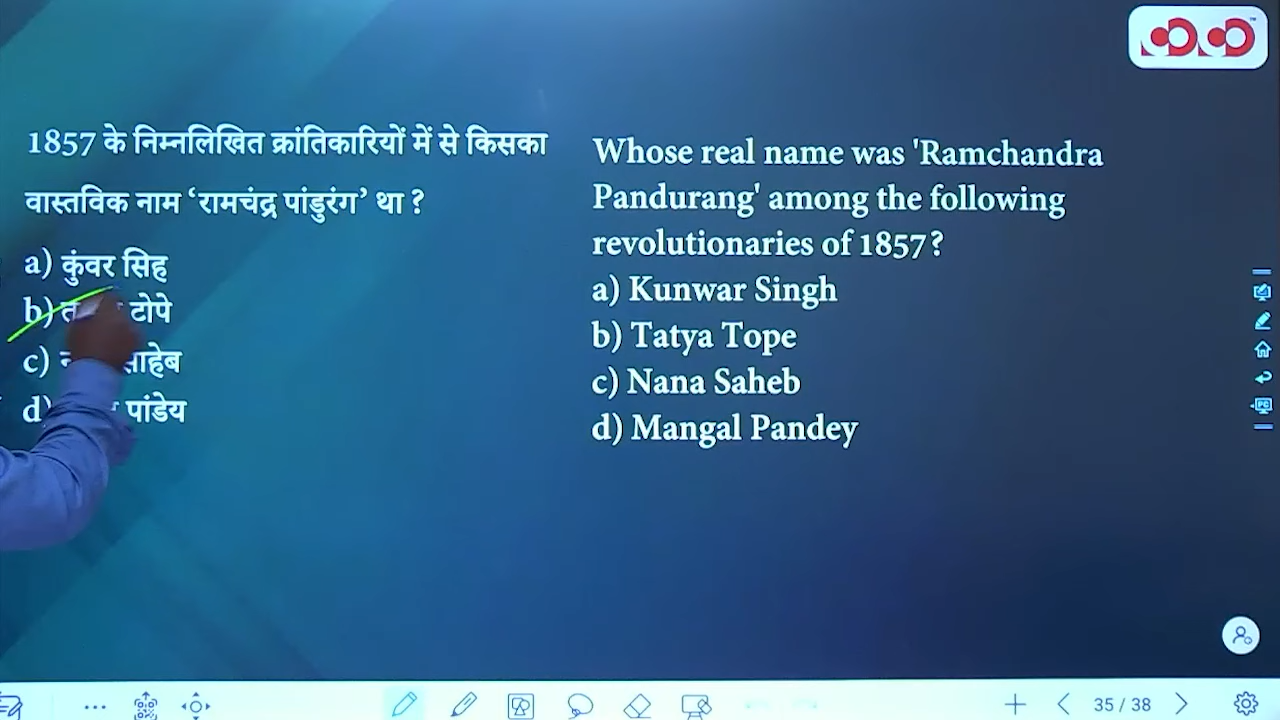 1857 के निम्नलिखित क्रांतिकारियों में से किसका
वास्तविक नाम ‘रामचंद्र पांडुरंग’ था ?
a) कुंवर सिह
b) टोपे
c)
d) पांडेय
Whose real name was 'Ramchandra
Pandurang' among the following
revolutionaries of 1857?
a) Kunwar Singh
b) Tatya Tope
c) Nana Saheb
d) Mangal Pandey
PC
35 / 38